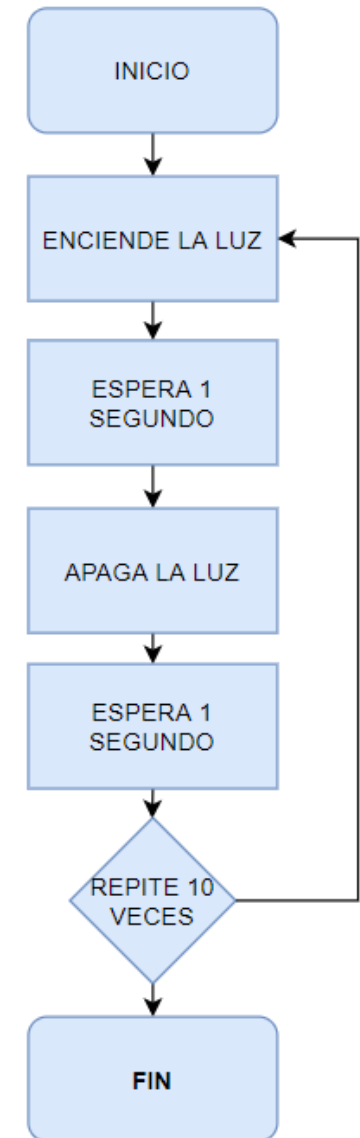 INICIO
ENCIENDE LA LUZ
ESPERA 1
SEGUNDO
APAGA LA LUZ
ESPERA 1
SEGUNDO
REPITE 10
VECES
FIN